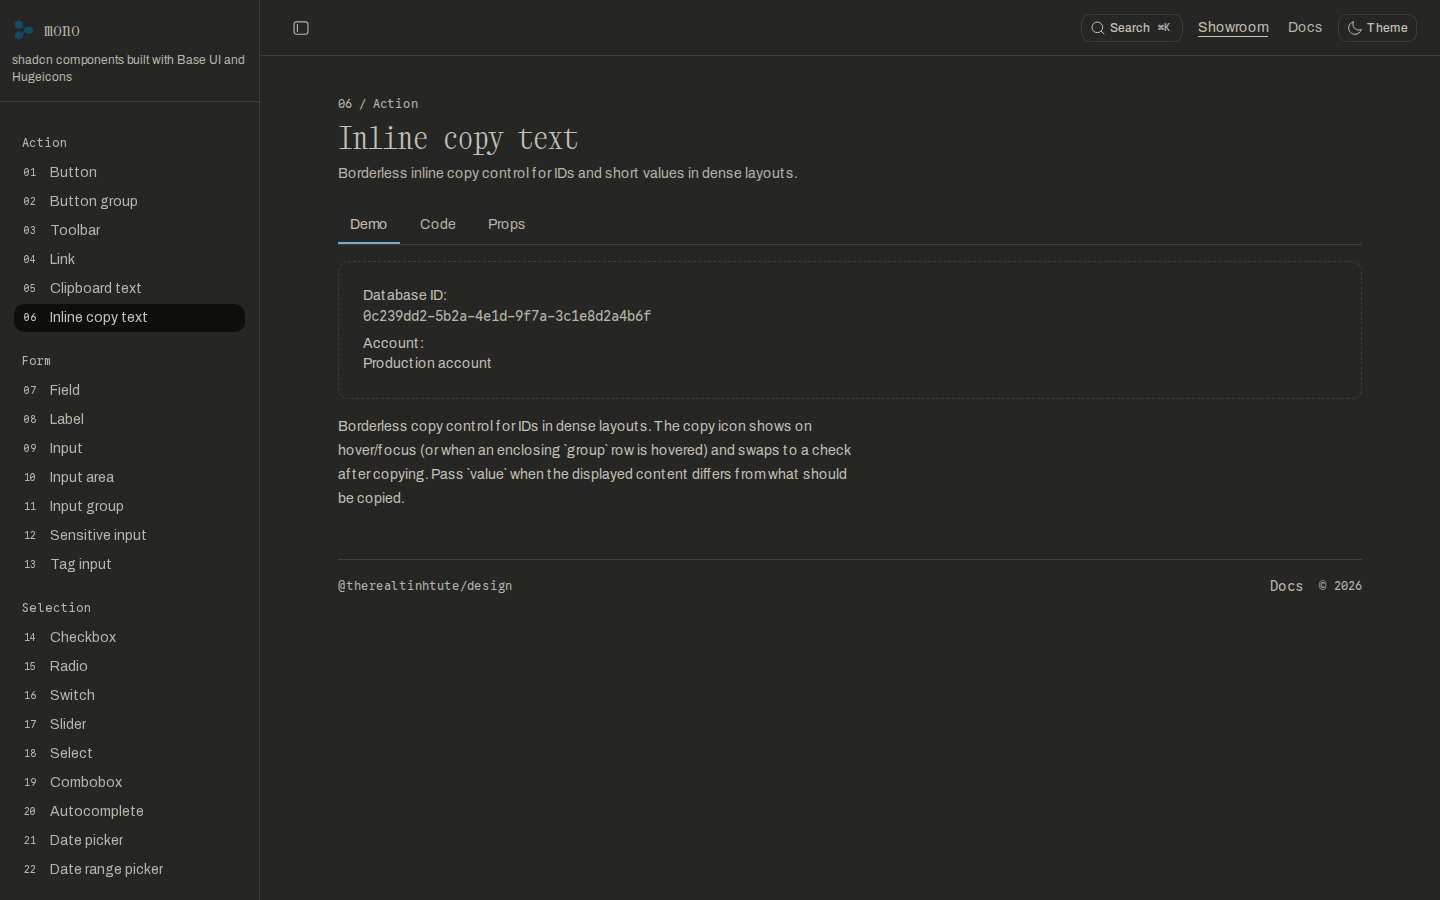 mono
shadcn components built with Base UI and
Hugeicons
Action
01 Button
02 Button group
03 Toolbar
04 Link
05 Clipboard text
06 Inline copy text
Form
07 Field
08 Label
09 Input
10 Input area
11 Input group
12 Sensitive input
13 Tag input
Selection
14 Checkbox
15 Radio
16 Switch
17 Slider
18 Select
19 Combobox
20 Autocomplete
21 Date picker
22 Date range picker
Search ⌘K Showroom Docs Theme
06 / Action
Inline copy text
Borderless inline copy control for IDs and short values in dense layouts.
Demo Code Props
Database ID:
0c239dd2-5b2a-4e1d-9f7a-3c1e8d2a4b6f
Account:
Production account
Borderless copy control for IDs in dense layouts. The copy icon shows on
hover/focus (or when an enclosing `group` row is hovered) and swaps to a check
after copying. Pass `value` when the displayed content differs from what should
be copied.
@therealtinhtute/design Docs © 2026